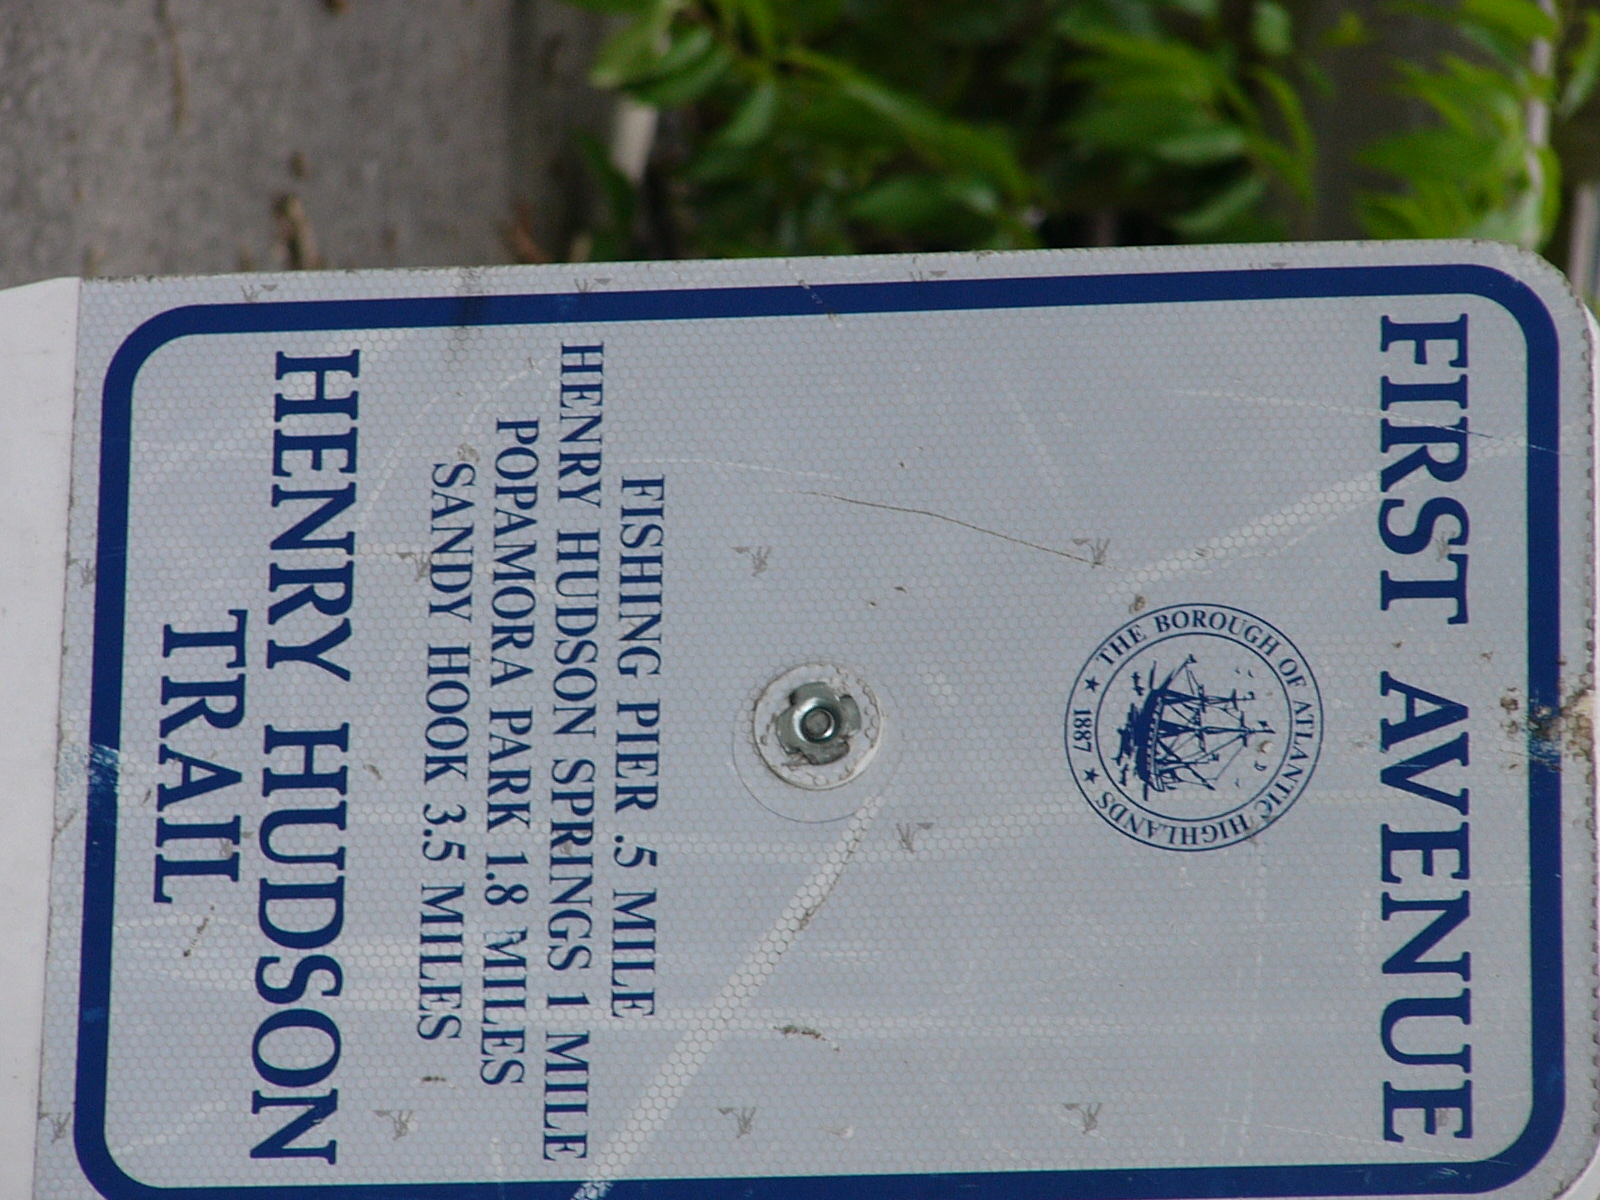 FIRST AVENUE
THE BOROUGH OF ATLANTIC HIGHLANDS
★ 1887 ★
FISHING PIER .5 MILE
HENRY HUDSON SPRINGS 1 MILE
POPAMORA PARK 1.8 MILES
SANDY HOOK 3.5 MILES
HENRY HUDSON
TRAIL